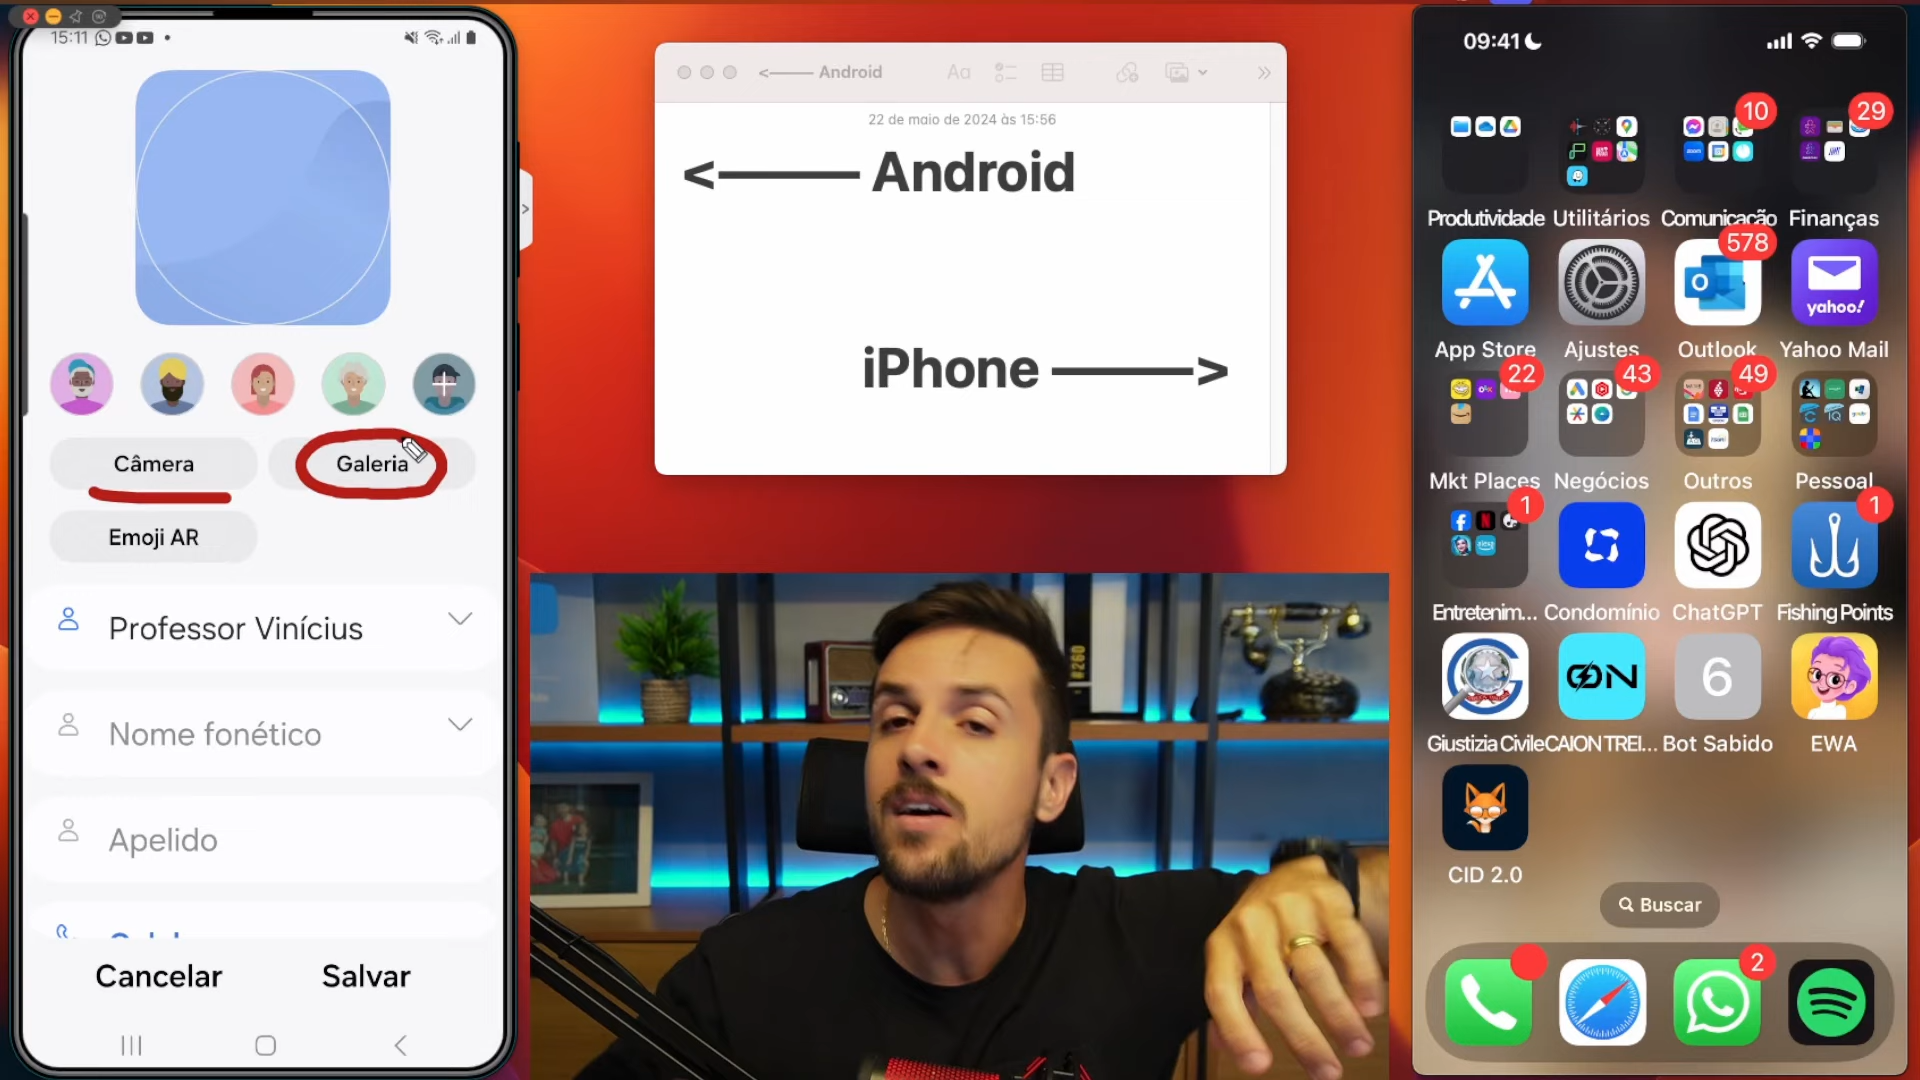 15:11
Câmera
Galeria
Emoji AR
Professor Vinícius
Nome fonético
Apelido
Cancelar
Salvar
<——— Android
Aa
22 de maio de 2024 às 15:56
<——— Android
iPhone ———>
#260
09:41
10
29
Produtividade
Utilitários
Comunicação
Finanças
578
yahoo!
App Store
Ajustes
Outlook
Yahoo Mail
22
43
49
Mkt Places
Negócios
Outros
Pessoal
1
1
Entretenim...
Condomínio
ChatGPT
Fishing Points
ON
6
Giustizia Civile
CAION TREI...
Bot Sabido
EWA
CID 2.0
Buscar
2